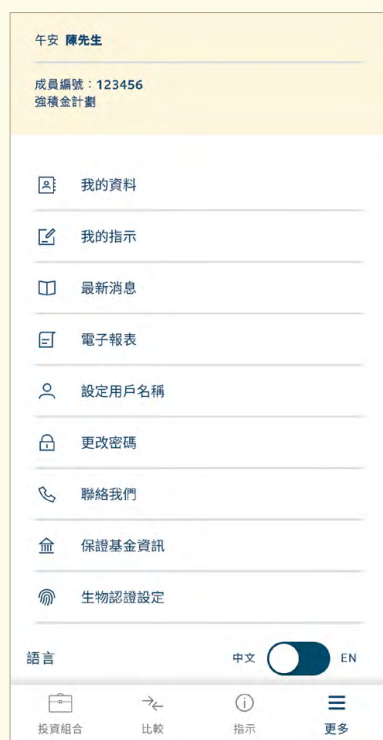 午安 陳先生
成員編號：123456
強積金計劃
我的資料
我的指示
最新消息
電子報表
設定用戶名稱
更改密碼
聯絡我們
保證基金資訊
生物認證設定
語言 中文 EN
投資組合 比較 指示 更多